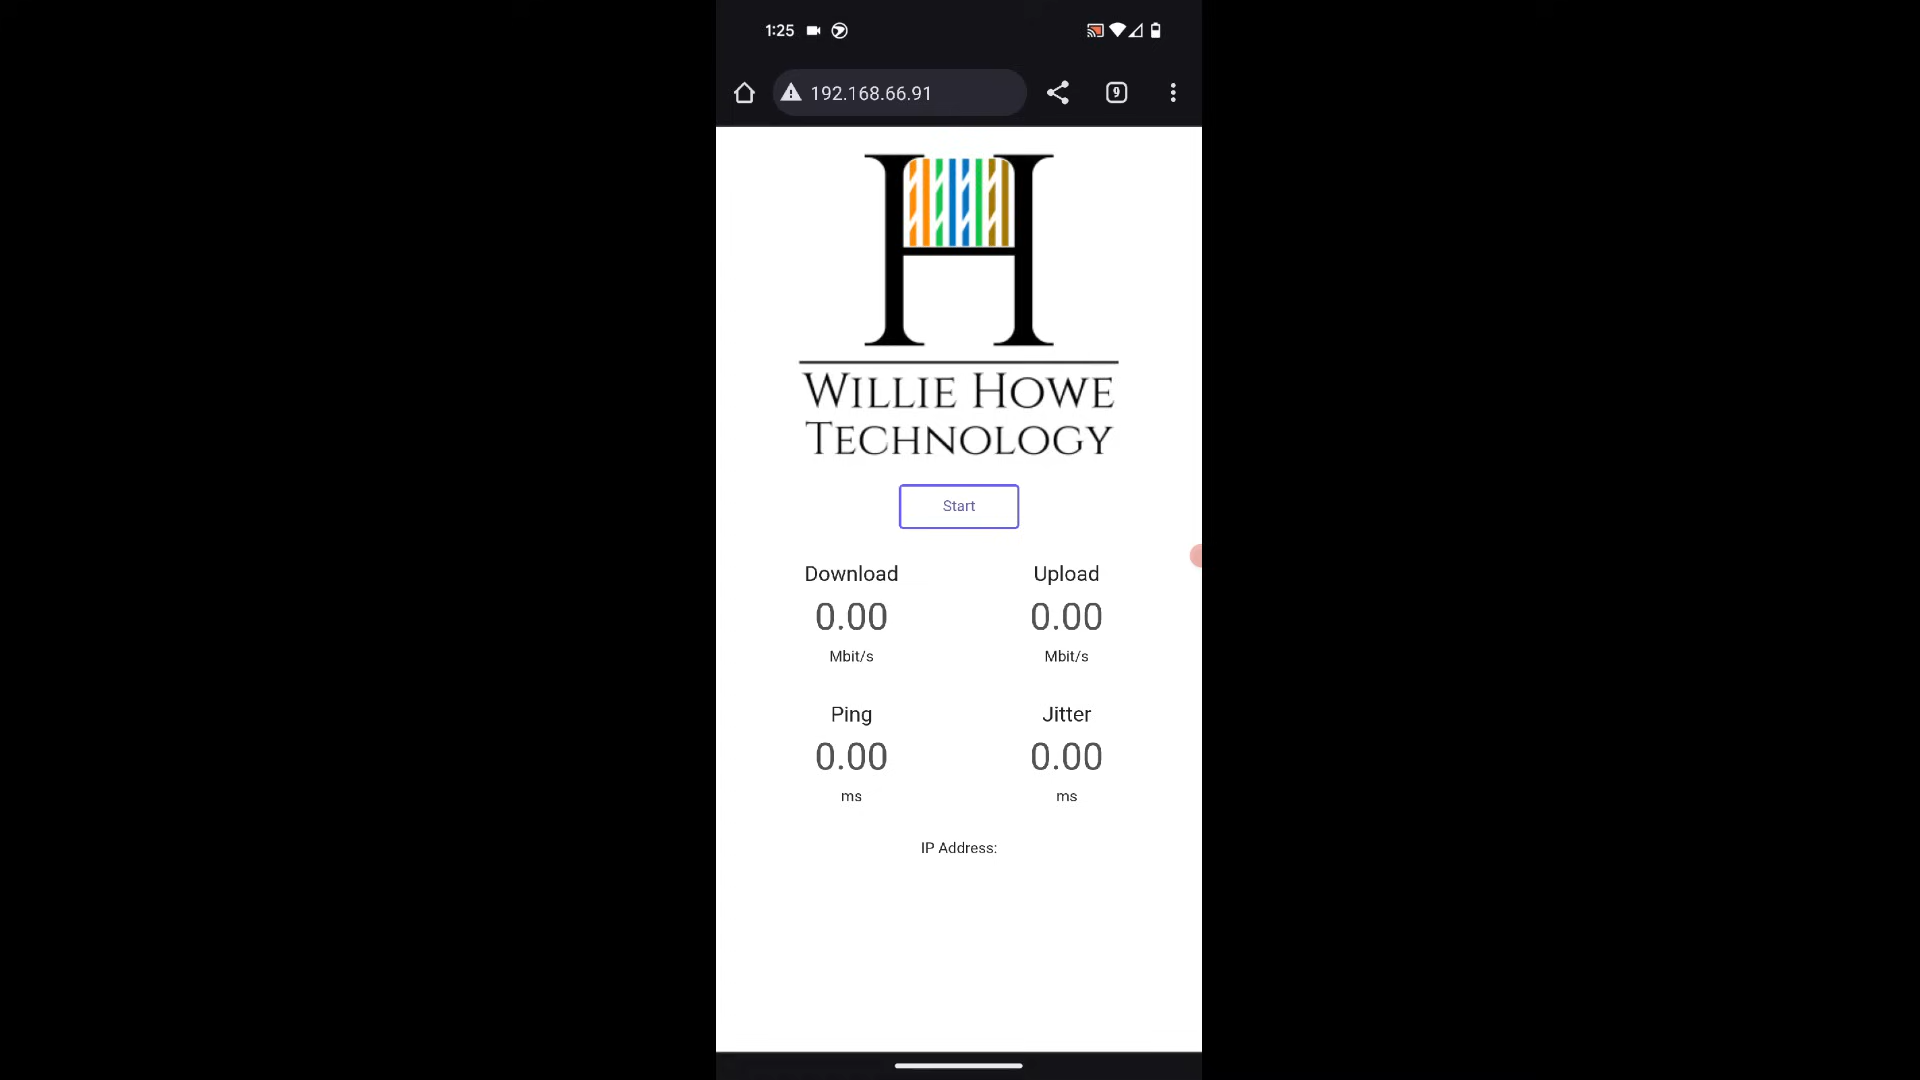 1:25
192.168.66.91
9
H
WILLIE HOWE
TECHNOLOGY
Start
Download
Upload
0.00
0.00
Mbit/s
Mbit/s
Ping
Jitter
0.00
0.00
ms
ms
IP Address: